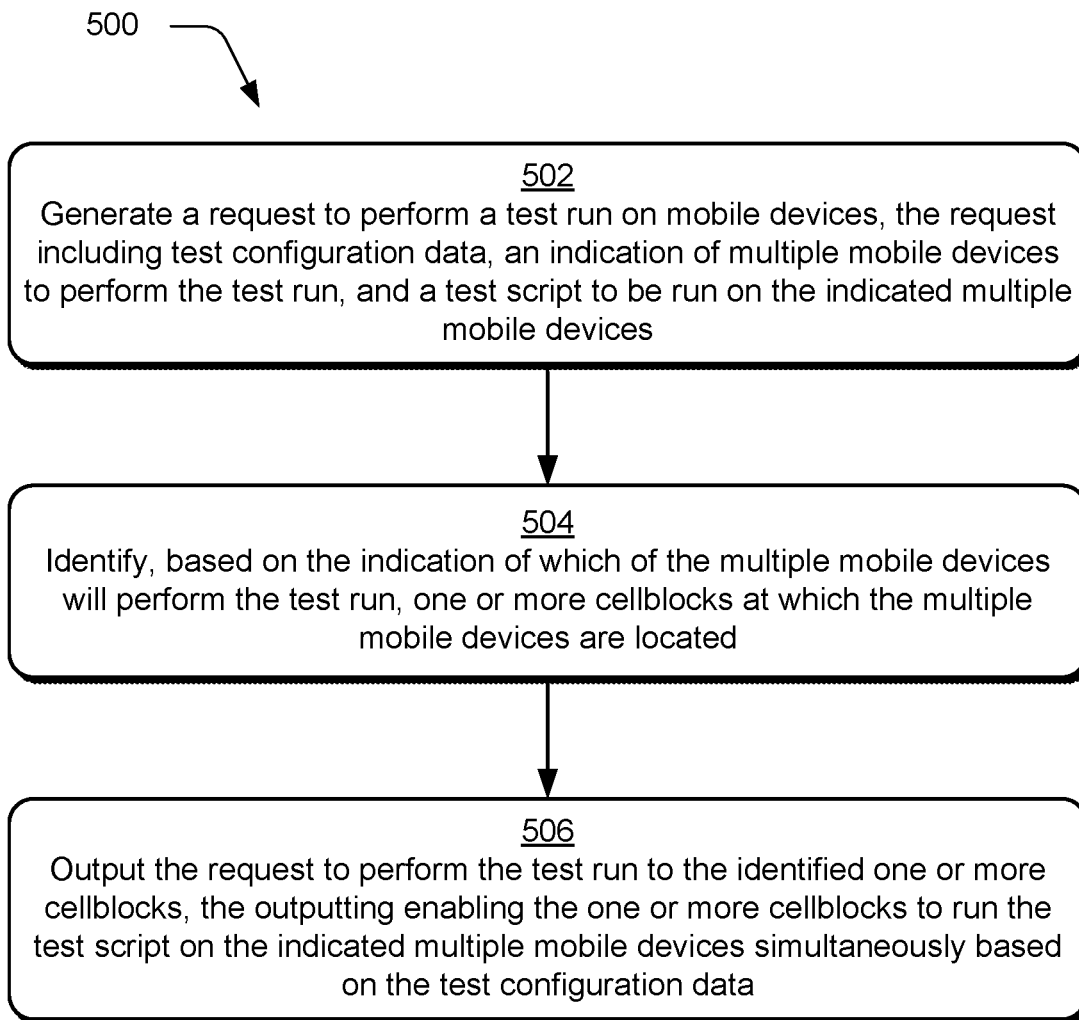 500
502
Generate a request to perform a test run on mobile devices, the request
including test configuration data, an indication of multiple mobile devices
to perform the test run, and a test script to be run on the indicated multiple
mobile devices
504
Identify, based on the indication of which of the multiple mobile devices
will perform the test run, one or more cellblocks at which the multiple
mobile devices are located
506
Output the request to perform the test run to the identified one or more
cellblocks, the outputting enabling the one or more cellblocks to run the
test script on the indicated multiple mobile devices simultaneously based
on the test configuration data